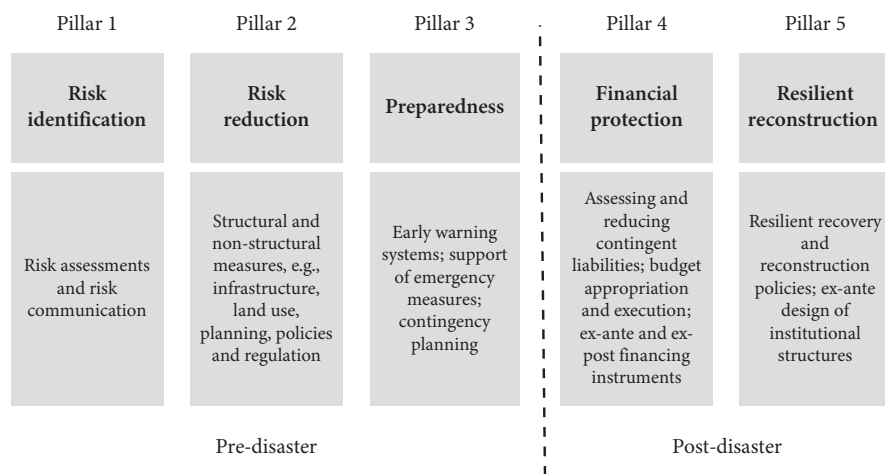 Pillar 1
Pillar 2
Pillar 3
Pillar 4
Pillar 5
Risk
identification
Risk
reduction
Preparedness
Financial
protection
Resilient
reconstruction
Risk assessments
and risk
communication
Structural and
non-structural
measures, e.g.,
infrastructure,
land use,
planning, policies
and regulation
Early warning
systems; support
of emergency
measures;
contingency
planning
Assessing and
reducing
contingent
liabilities; budget
appropriation
and execution;
ex-ante and ex-
post financing
instruments
Resilient recovery
and
reconstruction
policies; ex-ante
design of
institutional
structures
Pre-disaster
Post-disaster